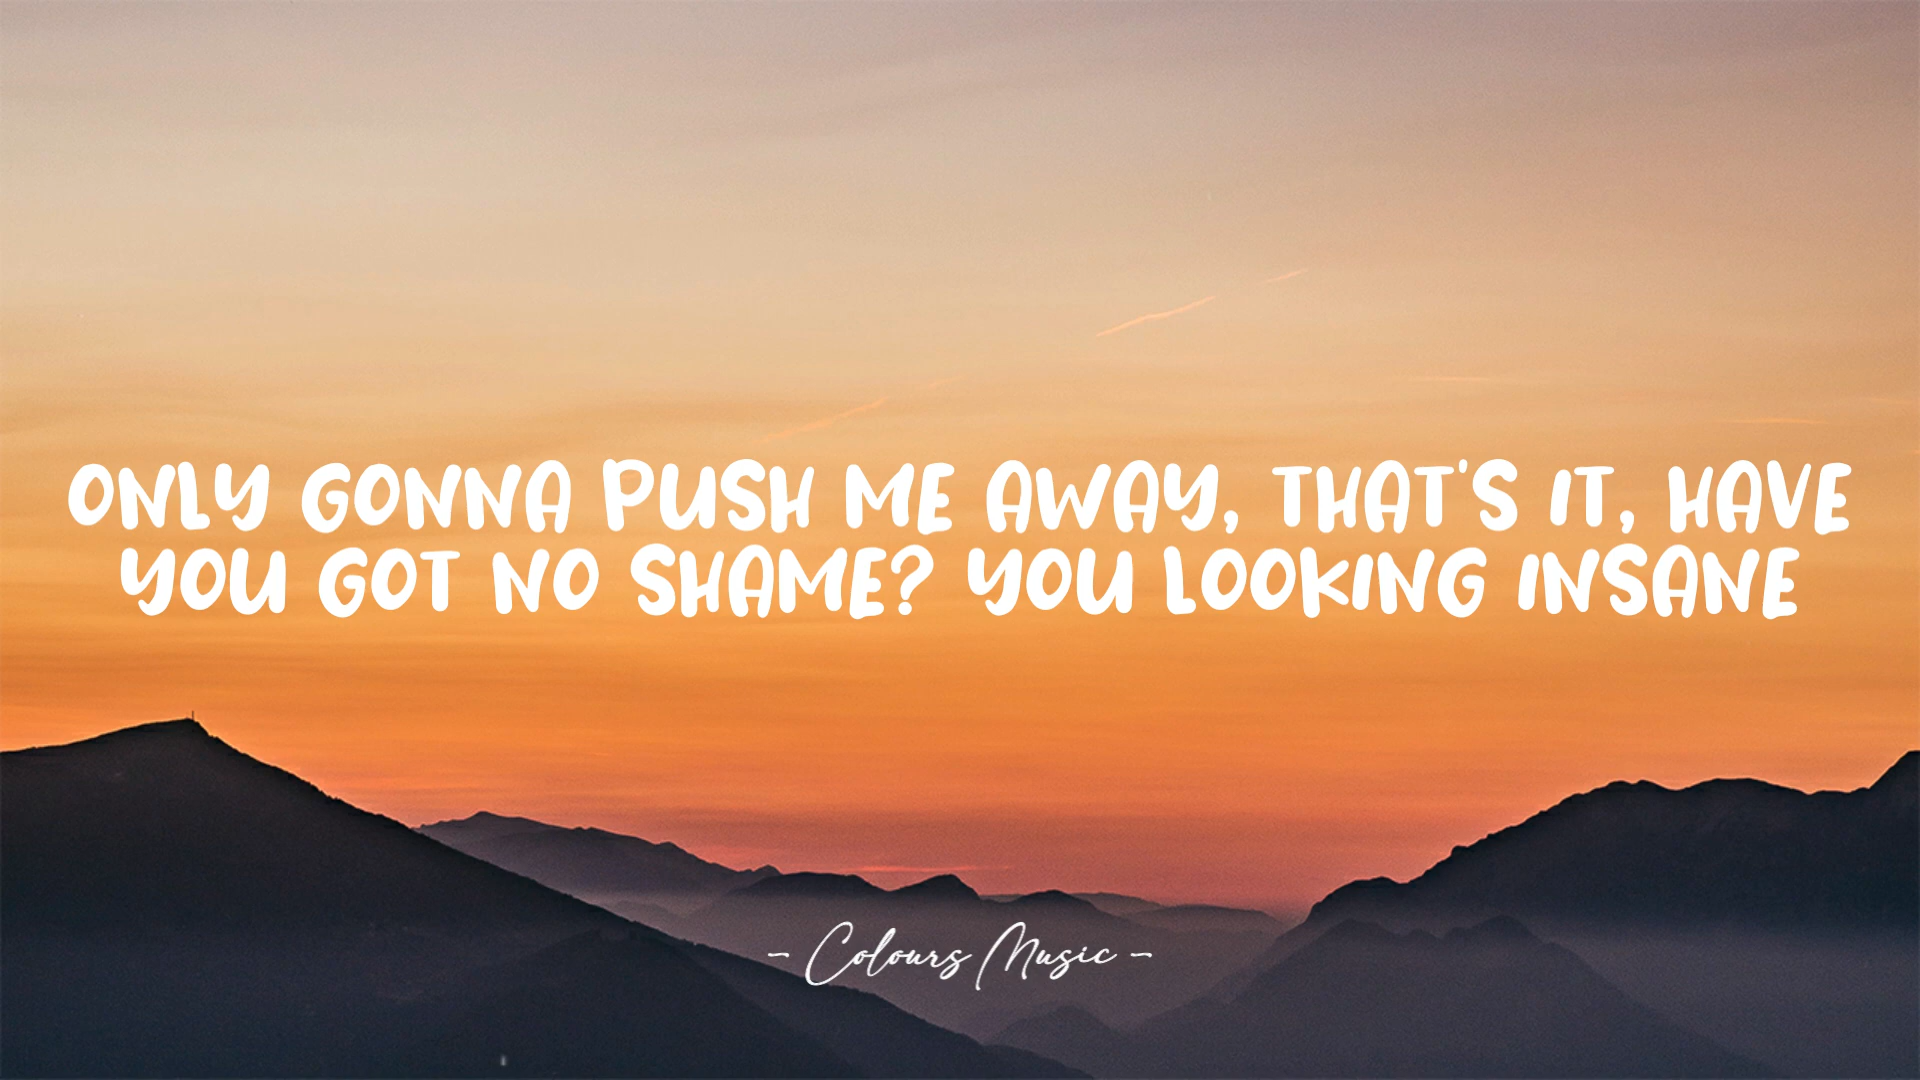 ONLY GONNA PUSH ME AWAY, THAT'S IT, HAVE
YOU GOT NO SHAME? YOU LOOKING INSANE
- Colours Music -